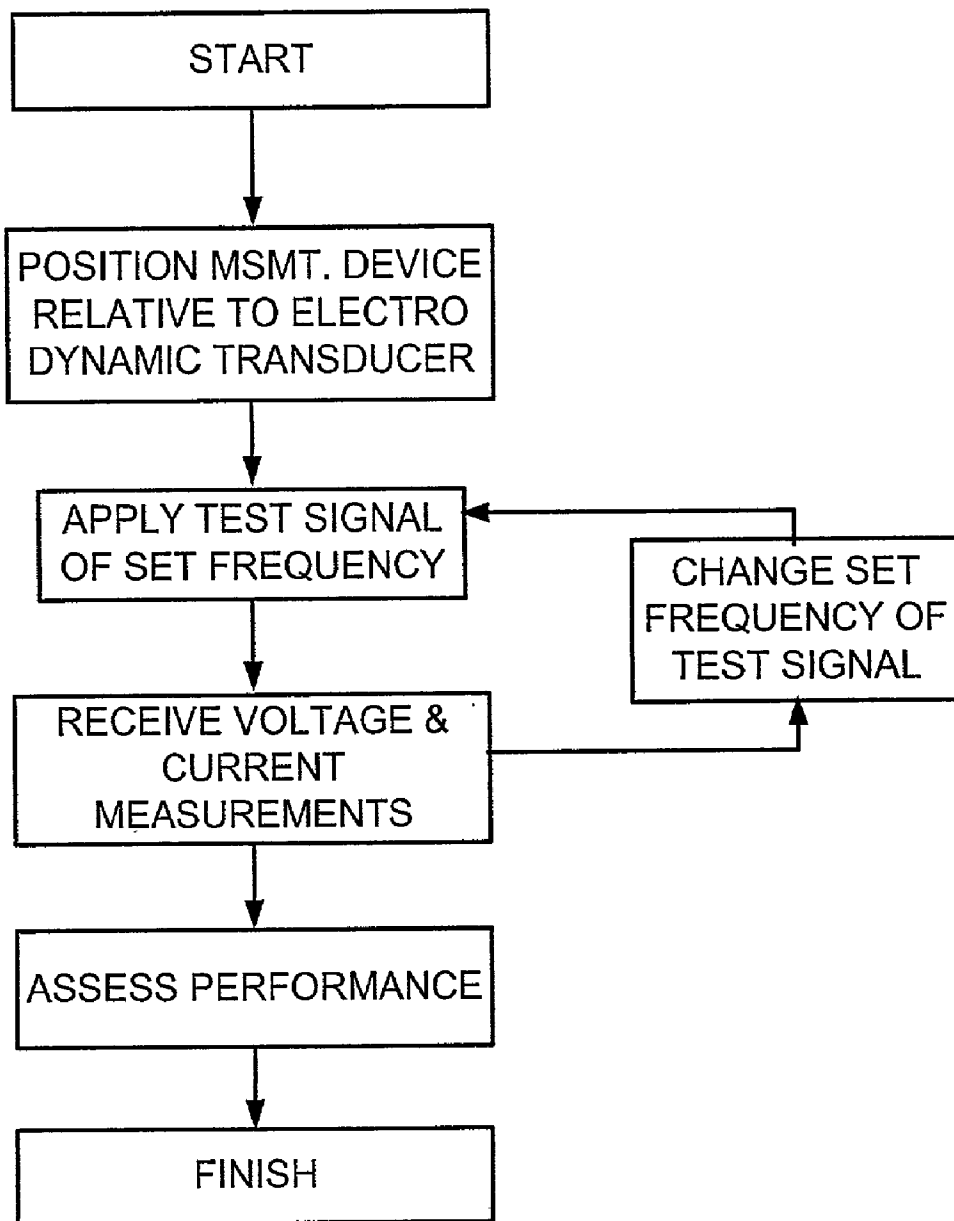 START
POSITION MSMT. DEVICE
RELATIVE TO ELECTRO
DYNAMIC TRANSDUCER
APPLY TEST SIGNAL
OF SET FREQUENCY
CHANGE SET
FREQUENCY OF
TEST SIGNAL
RECEIVE VOLTAGE &
CURRENT
MEASUREMENTS
ASSESS PERFORMANCE
FINISH